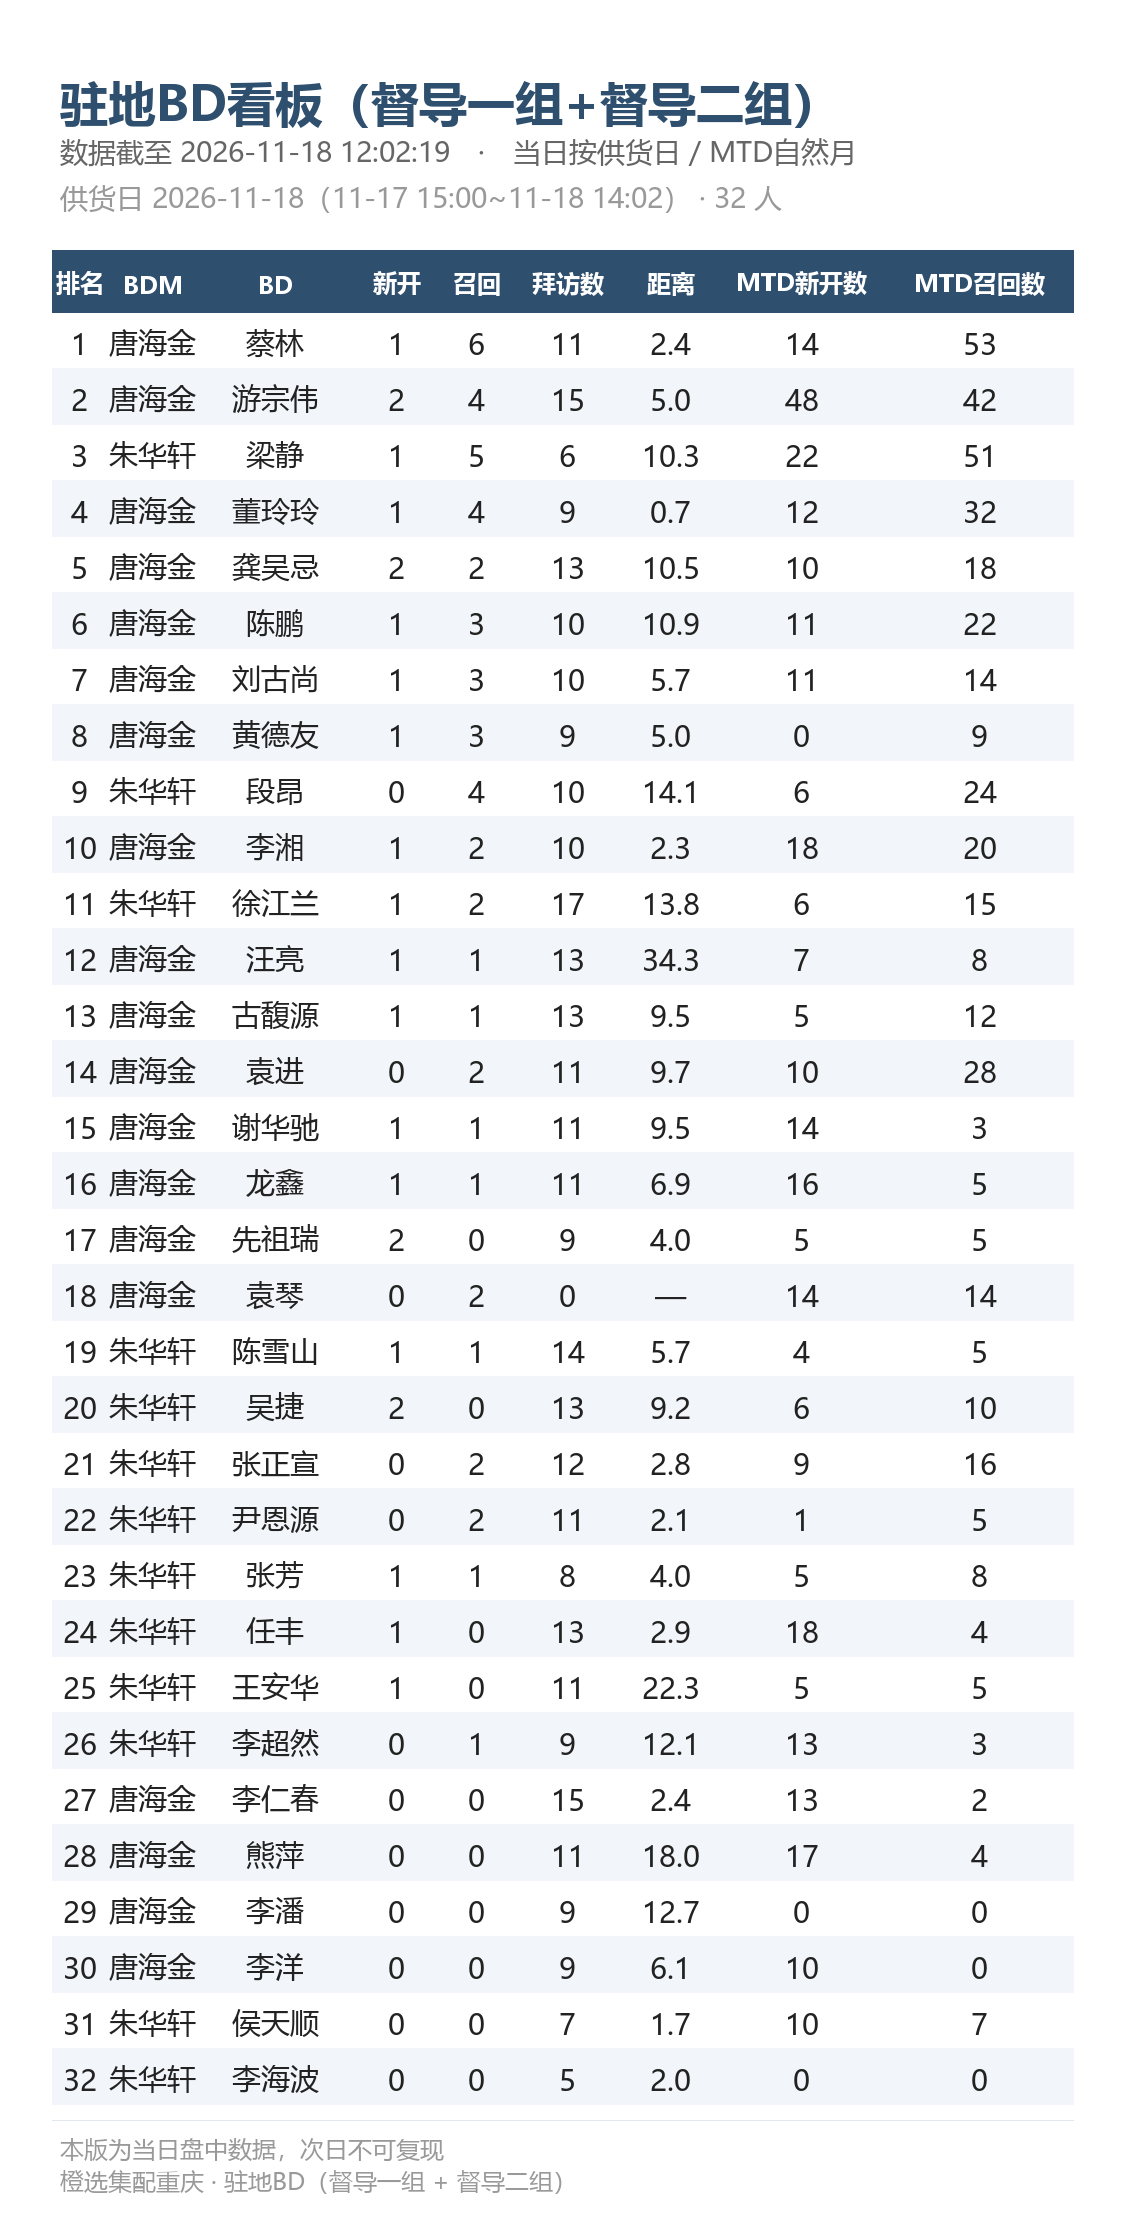 驻地BD看板（督导一组+督导二组）
数据截至 2026-11-18 12:02:19 · 当日按供货日 / MTD自然月
供货日 2026-11-18（11-17 15:00~11-18 14:02） · 32 人
排名 BDM BD 新开 召回 拜访数 距离 MTD新开数 MTD召回数
1 唐海金 蔡林 1 6 11 2.4 14 53
2 唐海金 游宗伟 2 4 15 5.0 48 42
3 朱华轩 梁静 1 5 6 10.3 22 51
4 唐海金 董玲玲 1 4 9 0.7 12 32
5 唐海金 龚吴忌 2 2 13 10.5 10 18
6 唐海金 陈鹏 1 3 10 10.9 11 22
7 唐海金 刘古尚 1 3 10 5.7 11 14
8 唐海金 黄德友 1 3 9 5.0 0 9
9 朱华轩 段昂 0 4 10 14.1 6 24
10 唐海金 李湘 1 2 10 2.3 18 20
11 朱华轩 徐江兰 1 2 17 13.8 6 15
12 唐海金 汪亮 1 1 13 34.3 7 8
13 唐海金 古馥源 1 1 13 9.5 5 12
14 唐海金 袁进 0 2 11 9.7 10 28
15 唐海金 谢华驰 1 1 11 9.5 14 3
16 唐海金 龙鑫 1 1 11 6.9 16 5
17 唐海金 先祖瑞 2 0 9 4.0 5 5
18 唐海金 袁琴 0 2 0 — 14 14
19 朱华轩 陈雪山 1 1 14 5.7 4 5
20 朱华轩 吴捷 2 0 13 9.2 6 10
21 朱华轩 张正宣 0 2 12 2.8 9 16
22 朱华轩 尹恩源 0 2 11 2.1 1 5
23 朱华轩 张芳 1 1 8 4.0 5 8
24 朱华轩 任丰 1 0 13 2.9 18 4
25 朱华轩 王安华 1 0 11 22.3 5 5
26 朱华轩 李超然 0 1 9 12.1 13 3
27 唐海金 李仁春 0 0 15 2.4 13 2
28 唐海金 熊萍 0 0 11 18.0 17 4
29 唐海金 李潘 0 0 9 12.7 0 0
30 唐海金 李洋 0 0 9 6.1 10 0
31 朱华轩 侯天顺 0 0 7 1.7 10 7
32 朱华轩 李海波 0 0 5 2.0 0 0
本版为当日盘中数据，次日不可复现
橙选集配重庆 · 驻地BD（督导一组 + 督导二组）